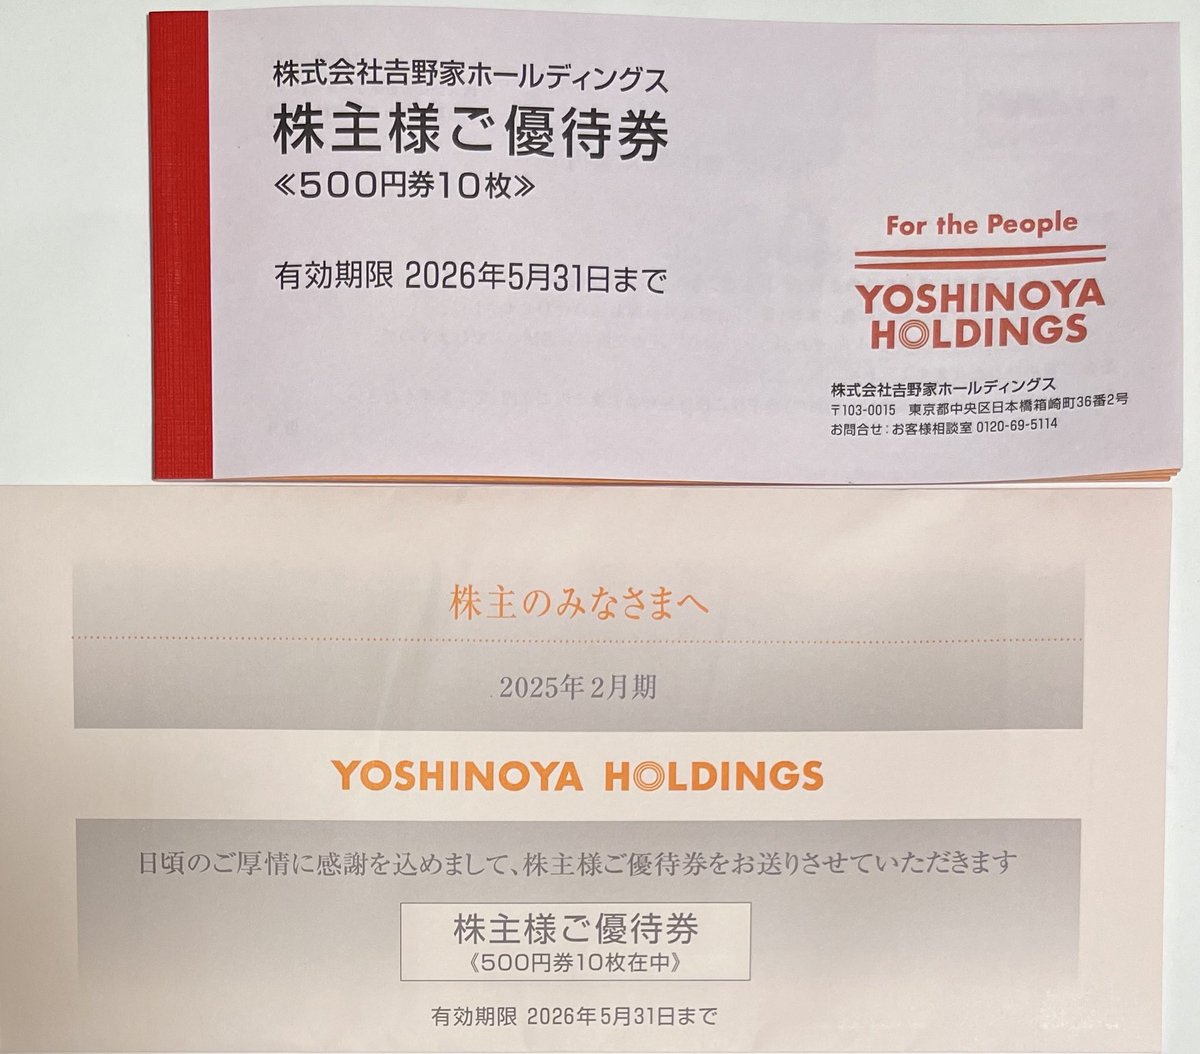 株式会社𠮷野家ホールディングス
株主様ご優待券
≪500円券10枚≫
有効期限 2026年5月31日まで
For the People
YOSHINOYA
HOLDINGS
株式会社𠮷野家ホールディングス
〒103-0015 東京都中央区日本橋箱崎町36番2号
お問合せ：お客様相談室 0120-69-5114
株主のみなさまへ
2025年2月期
YOSHINOYA HOLDINGS
日頃のご厚情に感謝を込めまして、株主様ご優待券をお送りさせていただきます
株主様ご優待券
《500円券10枚在中》
有効期限 2026年5月31日まで